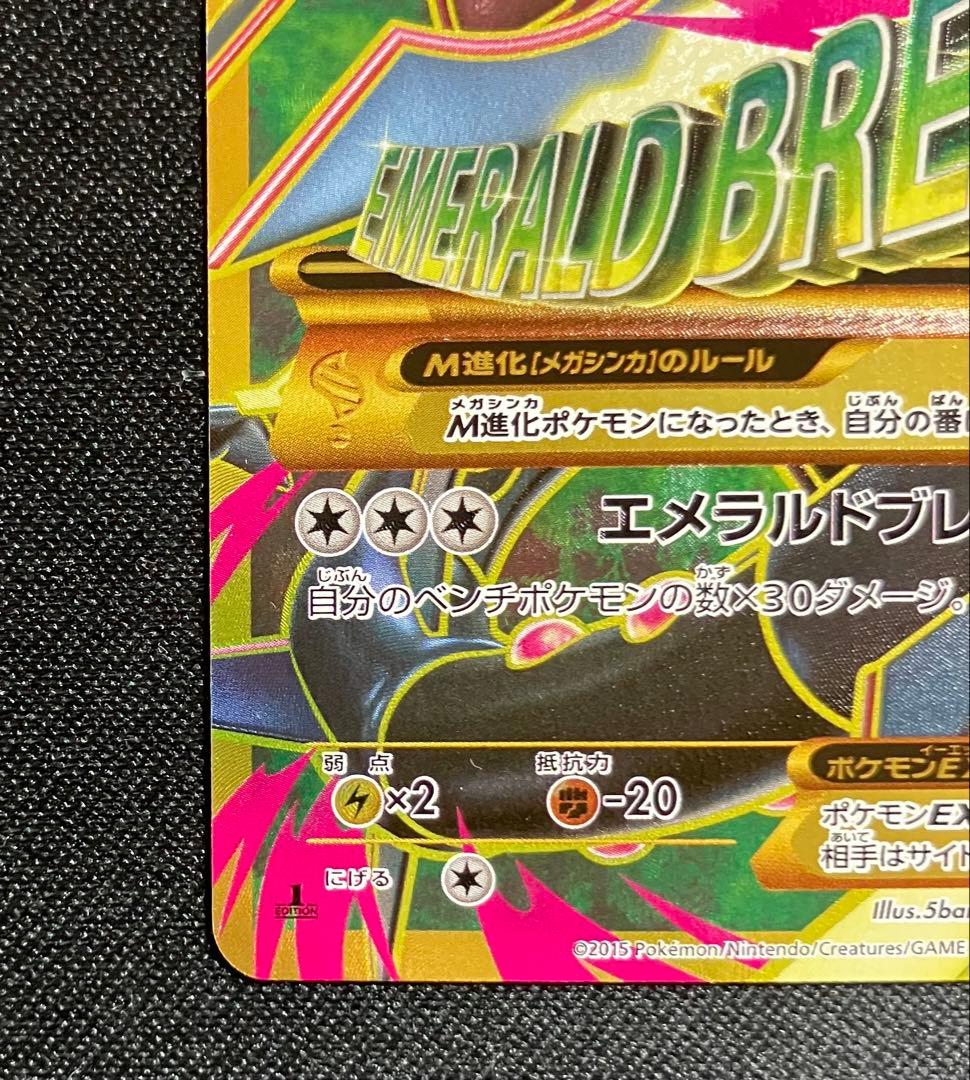 EMERALD BRE
M進化[メガシンカ]のルール
メガシンカ じぶん ばん
M進化ポケモンになったとき、自分の番
エメラルドブレ
じぶん かず
自分のベンチポケモンの数×30ダメージ。
弱点 抵抗力
×2 -20
ポケモンEX
ポケモンEX
あいて
相手はサイド
にげる
1
EDITION
Illus.5ba
©2015 Pokémon/Nintendo/Creatures/GAME